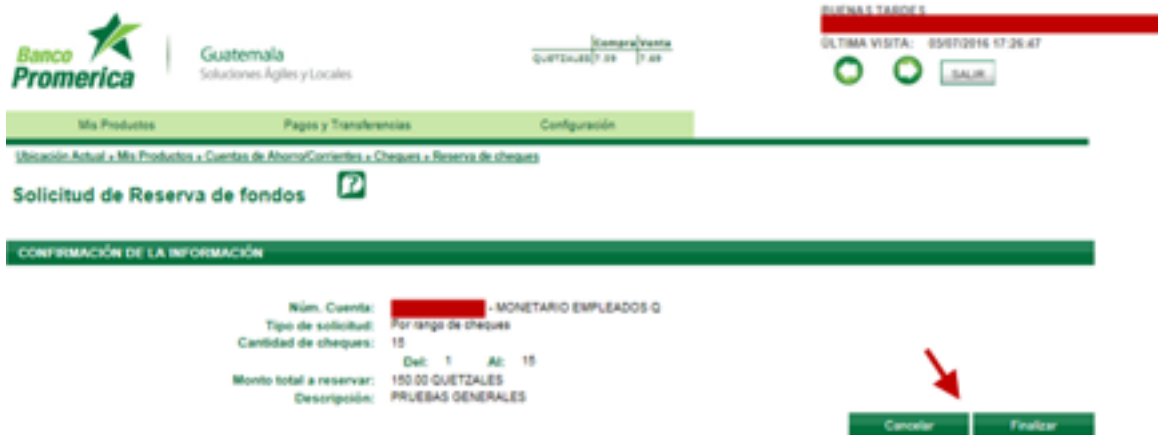 BUENAS TARDES
Banco
Promerica
Guatemala
Soluciones Ágiles y Locales
Compra Venta
QUETZALES 7.59 7.69
ÚLTIMA VISITA: 05/07/2016 17:26:47
SALIR
Mis Productos Pagos y Transferencias Configuración
Ubicación Actual » Mis Productos » Cuentas de Ahorro/Corrientes » Cheques » Reserva de cheques
Solicitud de Reserva de fondos ?
CONFIRMACIÓN DE LA INFORMACIÓN
Núm. Cuenta: - MONETARIO EMPLEADOS Q
Tipo de solicitud: Por rango de cheques
Cantidad de cheques: 15
Del: 1 Al: 15
Monto total a reservar: 150.00 QUETZALES
Descripción: PRUEBAS GENERALES
Cancelar Finalizar